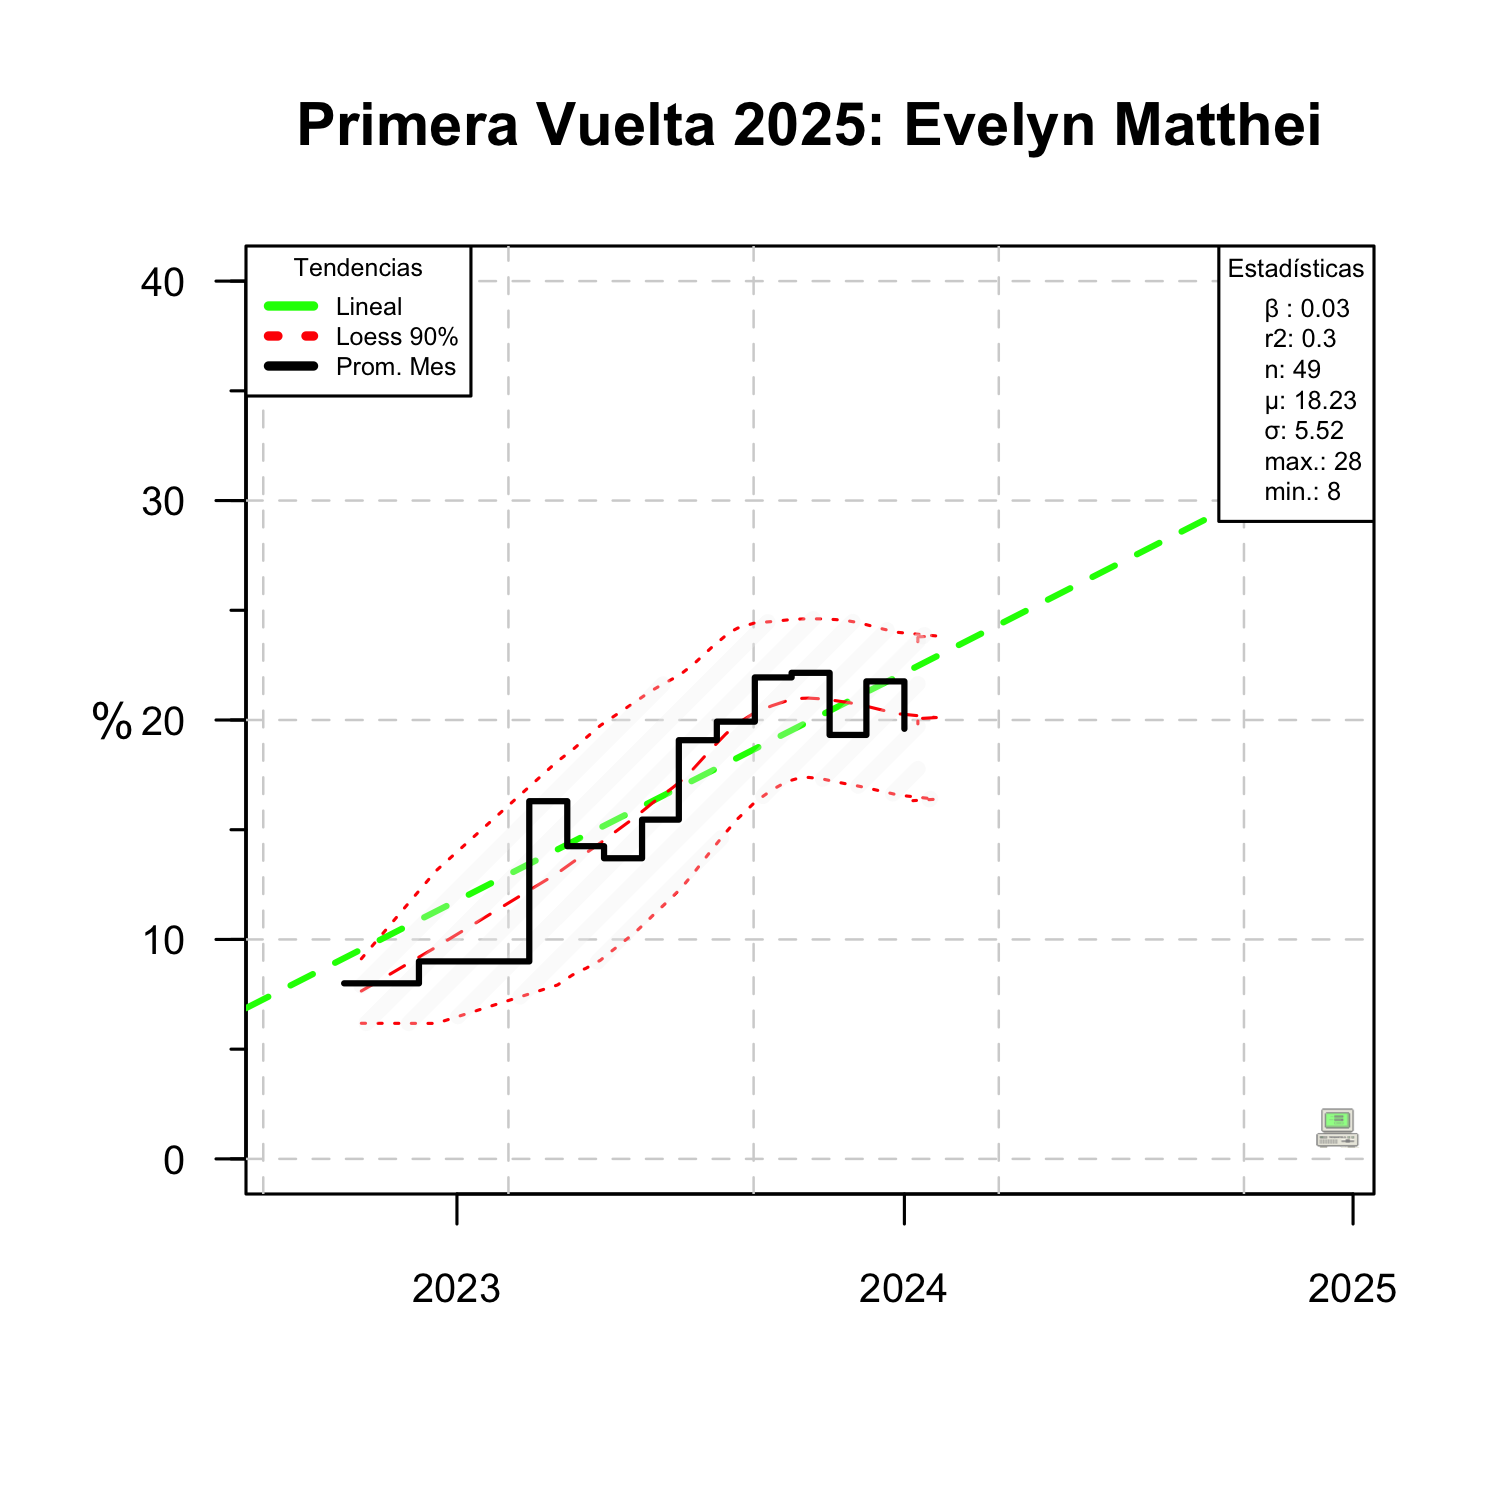 Primera Vuelta 2025: Evelyn Matthei
Tendencias
Lineal
Loess 90%
Prom. Mes
Estadísticas
β : 0.03
r2: 0.3
n: 49
μ: 18.23
σ: 5.52
max.: 28
min.: 8
40
30
% 20
10
0
2023
2024
2025